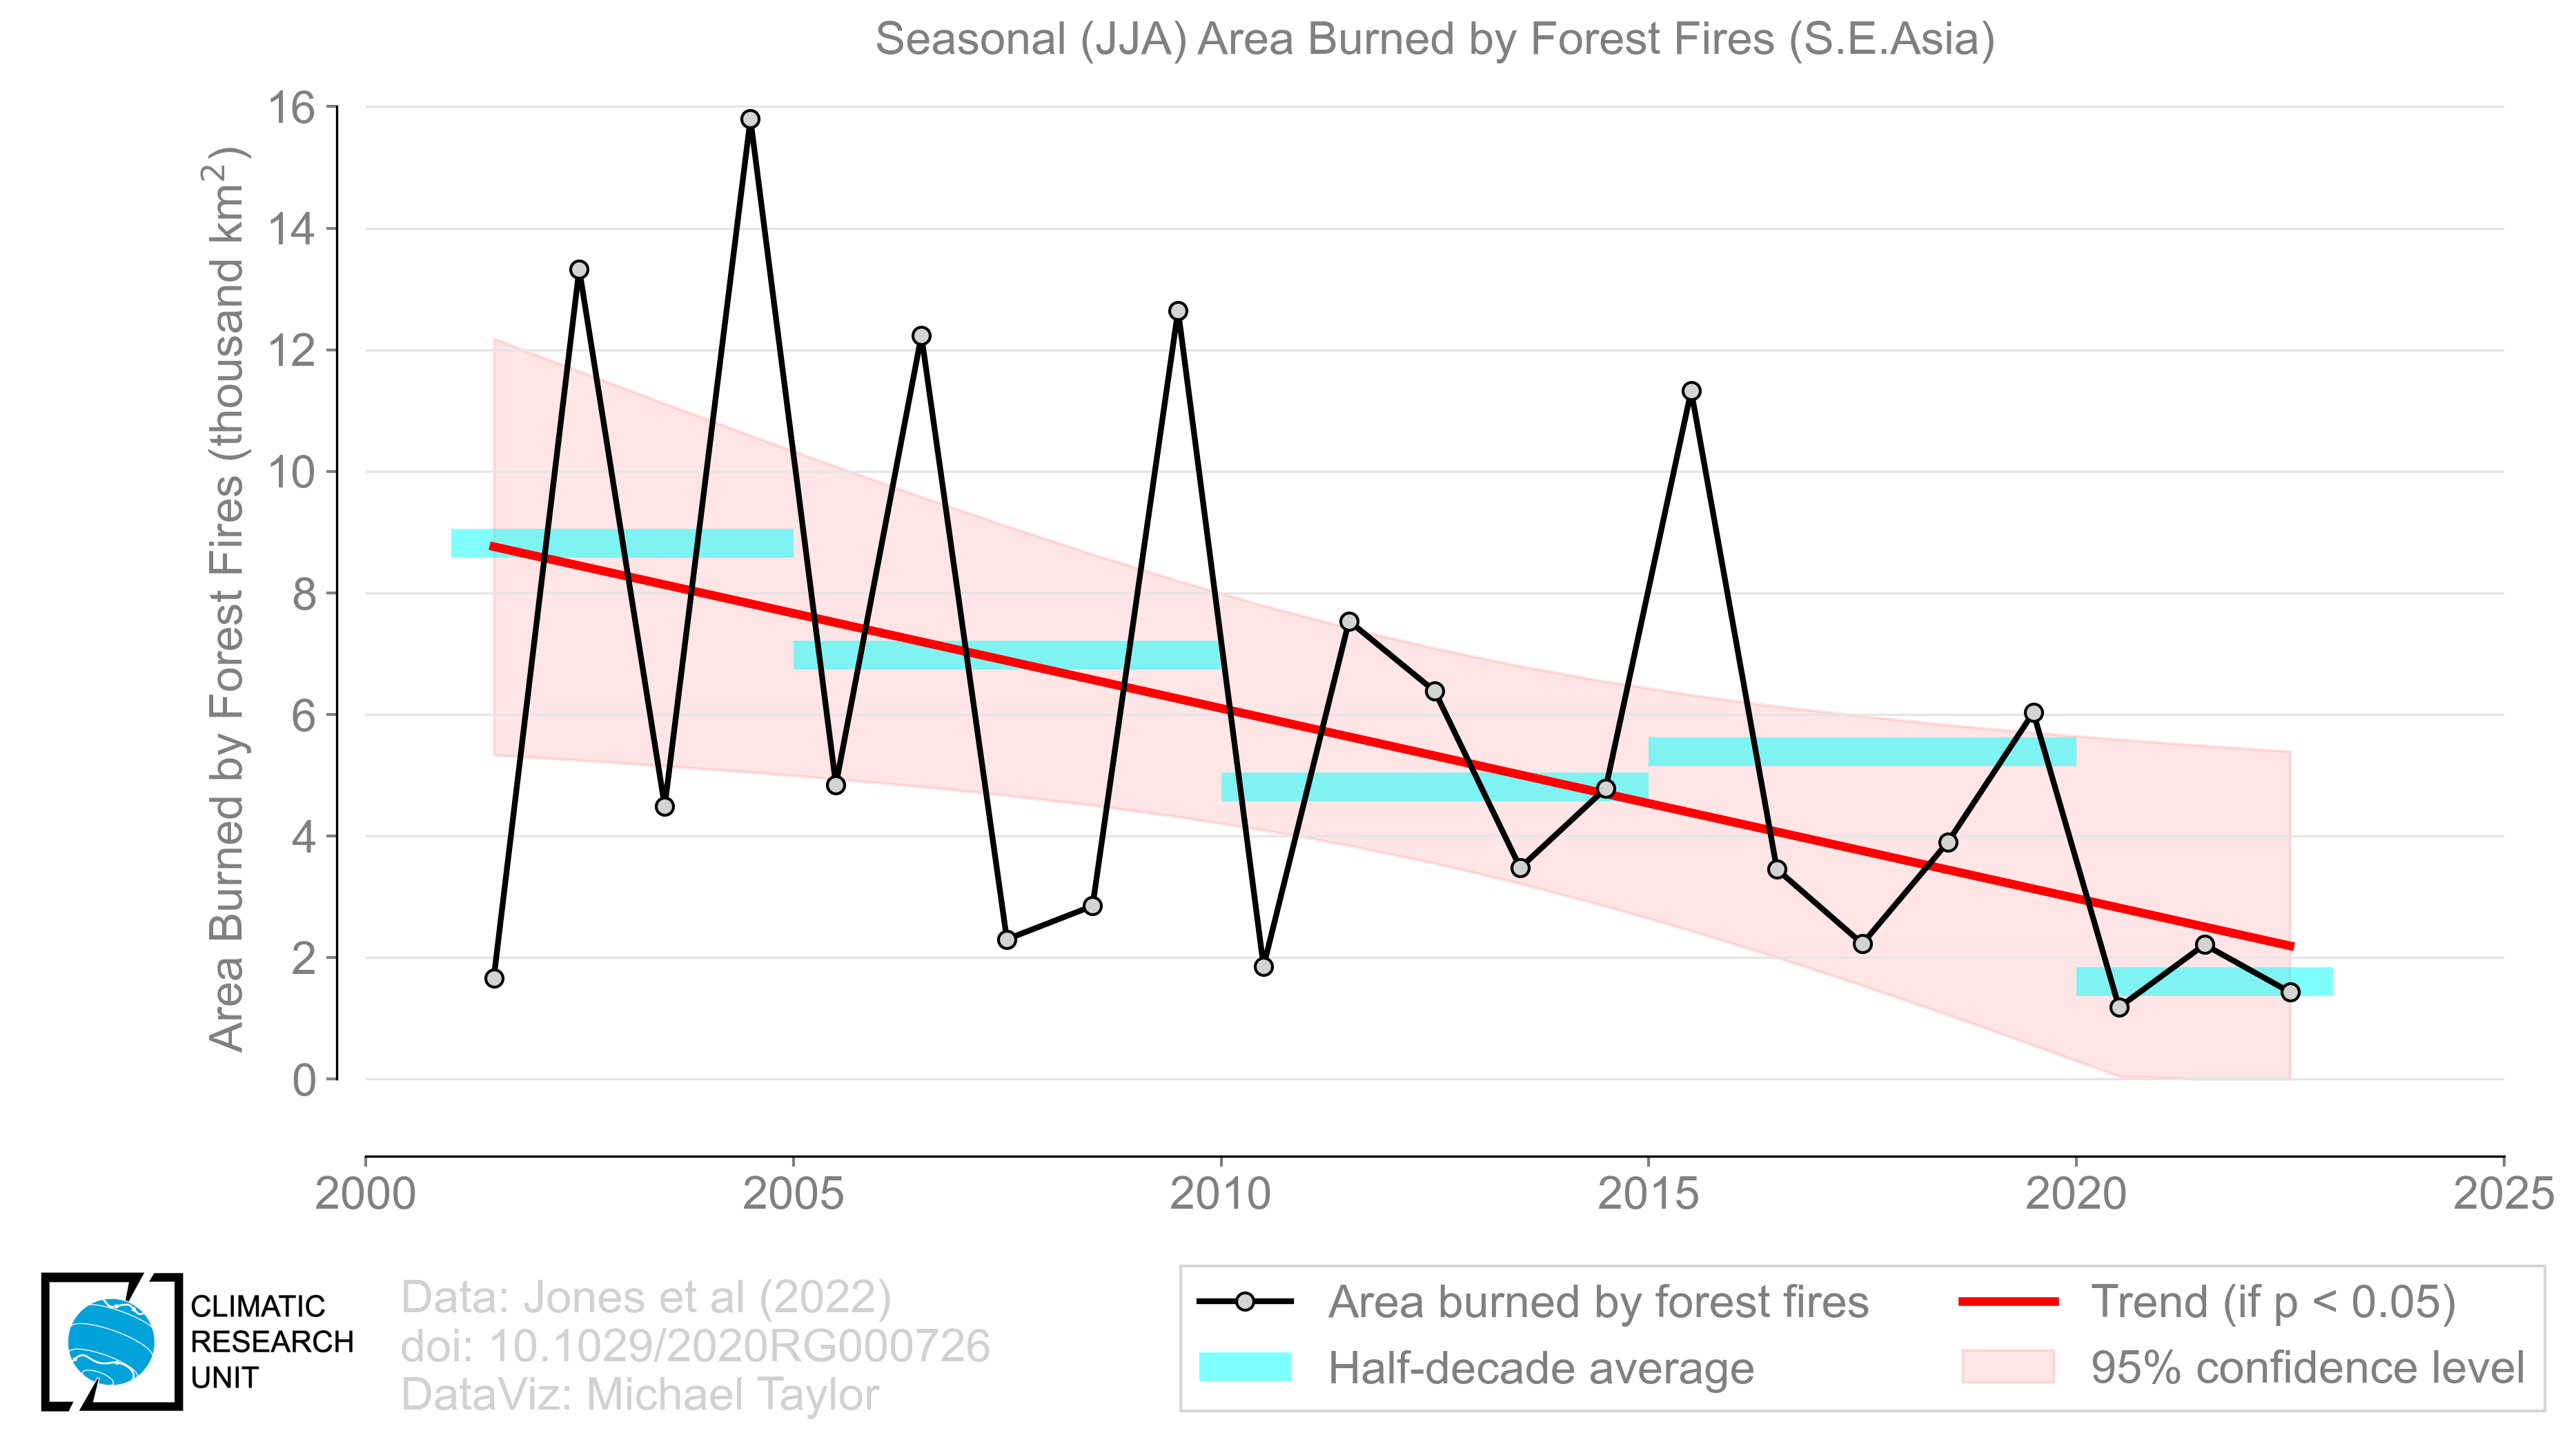 Seasonal (JJA) Area Burned by Forest Fires (S.E.Asia)
Area Burned by Forest Fires (thousand km²)
16
14
12
10
8
6
4
2
0
2000 2005 2010 2015 2020 2025
CLIMATIC
RESEARCH
UNIT
Data: Jones et al (2022)
doi: 10.1029/2020RG000726
DataViz: Michael Taylor
Area burned by forest fires
Half-decade average
Trend (if p < 0.05)
95% confidence level